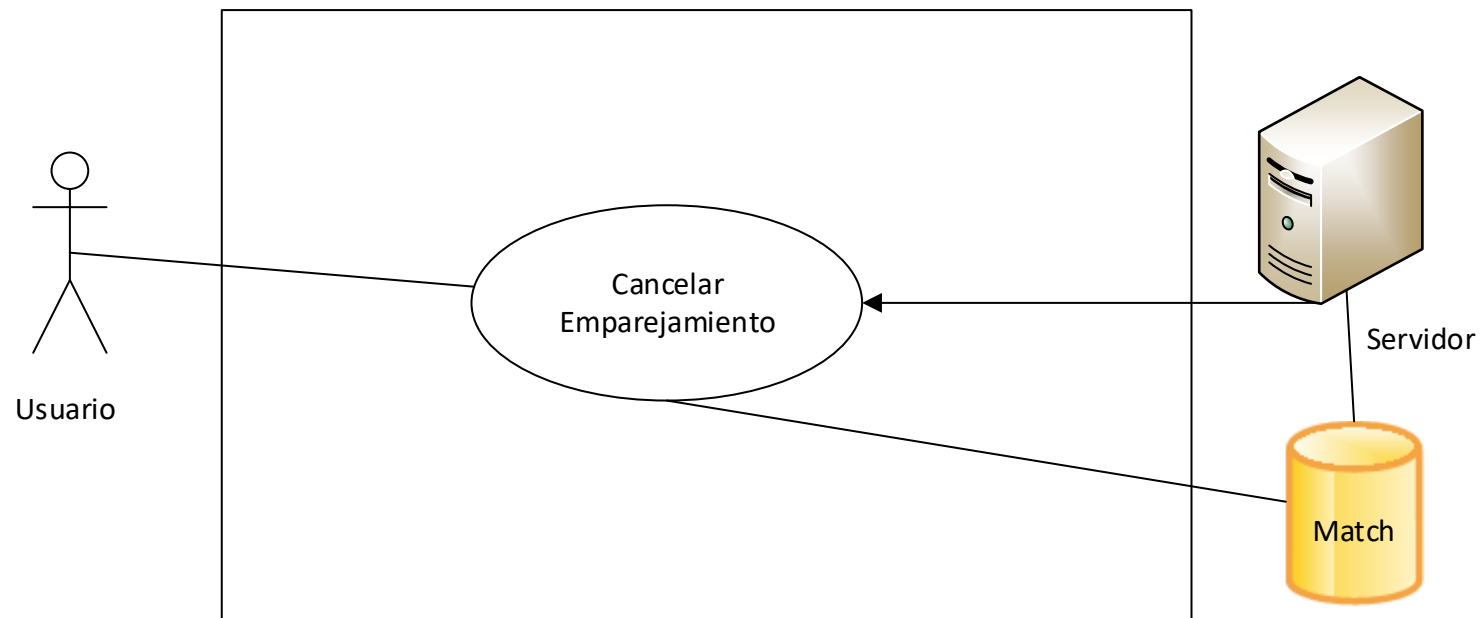 Cancelar
Emparejamiento
Servidor
Usuario
Match